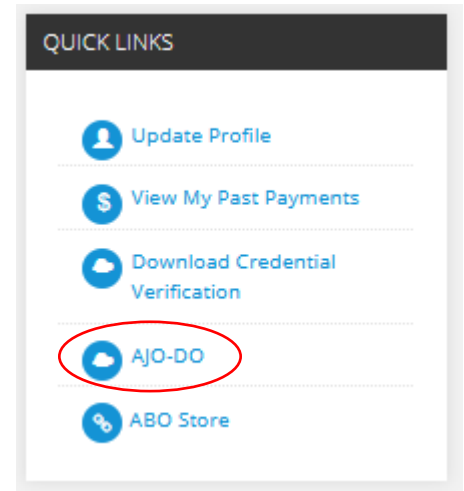 QUICK LINKS
Update Profile
$
View My Past Payments
Download Credential
Verification
AJO-DO
ABO Store